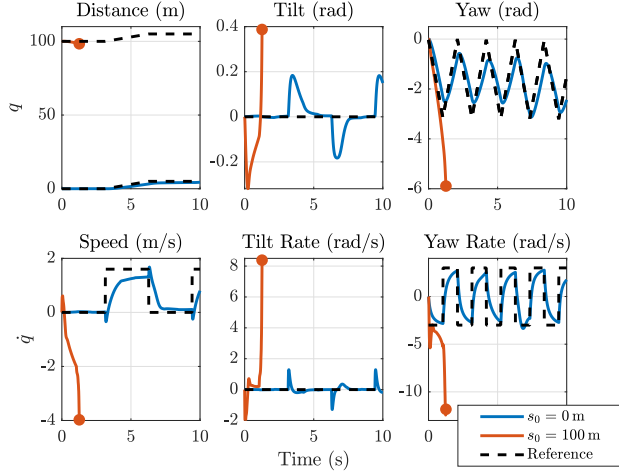 Distance (m) Tilt (rad) Yaw (rad)
100
50
0
0 5 10
0.4
0.2
0
0.2
0 5 10
0
-2
-4
-6
0 5 10
q
Speed (m/s) Tilt Rate (rad/s) Yaw Rate (rad/s)
2
0
2
4
0 5 10
8
6
4
2
0
-2
0 5 10
0
-5
-10
q̇
Time (s)
s₀ = 0 m
s₀ = 100 m
Reference